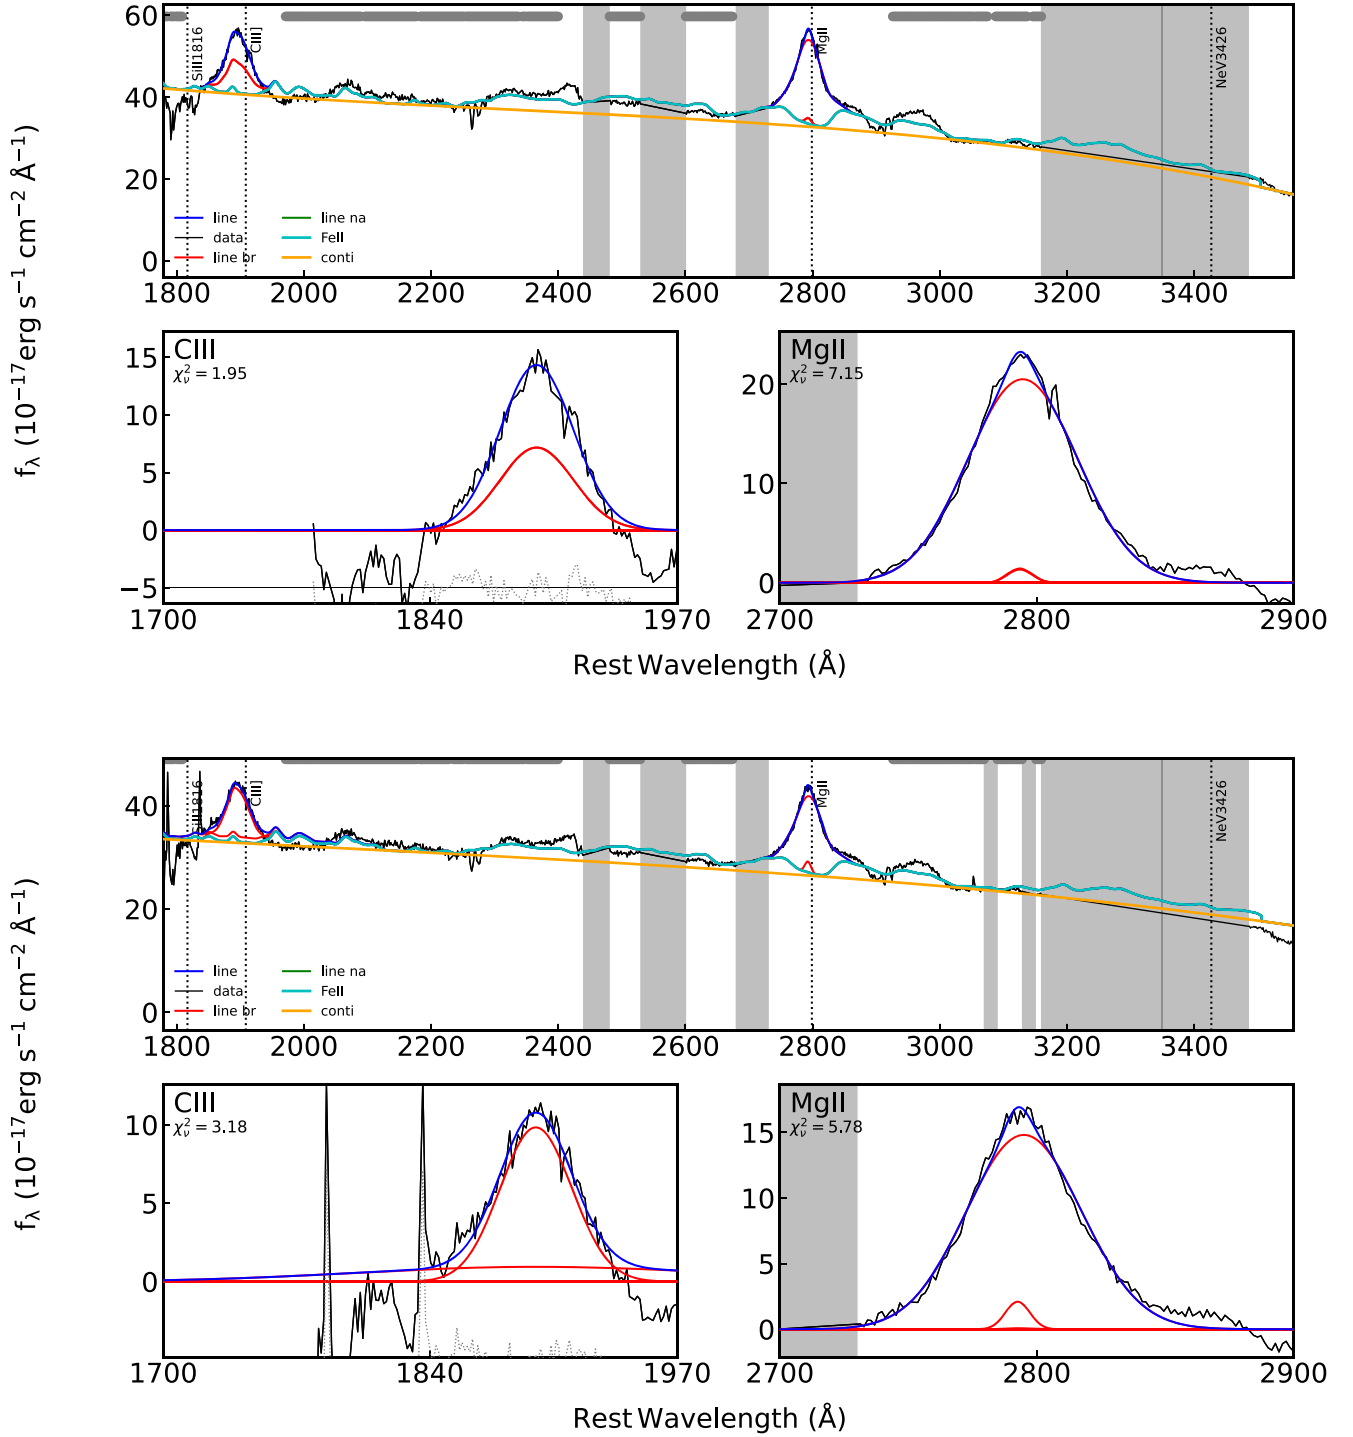 60
40
20
0
SiII1816
CIII]
MgII
NeV3426
line
data
line br
line na
FeII
conti
1800 2000 2200 2400 2600 2800 3000 3200 3400
f_λ (10⁻¹⁷erg s⁻¹ cm⁻² Å⁻¹)
CIII
χ²_ν = 1.95
15
10
5
0
−5
1700 1840 1970
MgII
χ²_ν = 7.15
20
10
0
2700 2800 2900
Rest Wavelength (Å)
40
20
0
II1816
CIII]
MgII
NeV3426
line
data
line br
line na
FeII
conti
1800 2000 2200 2400 2600 2800 3000 3200 3400
f_λ (10⁻¹⁷erg s⁻¹ cm⁻² Å⁻¹)
CIII
χ²_ν = 3.18
10
5
0
1700 1840 1970
MgII
χ²_ν = 5.78
15
10
5
0
2700 2800 2900
Rest Wavelength (Å)